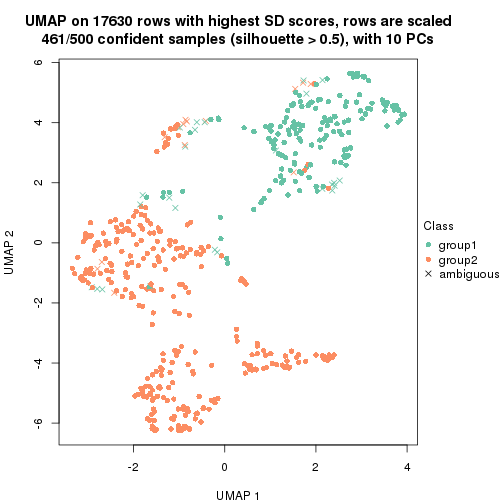 UMAP on 17630 rows with highest SD scores, rows are scaled
461/500 confident samples (silhouette > 0.5), with 10 PCs
6
4
2
0
-2
-4
-6
UMAP 2
-2
0
2
4
UMAP 1
Class
group1
group2
ambiguous